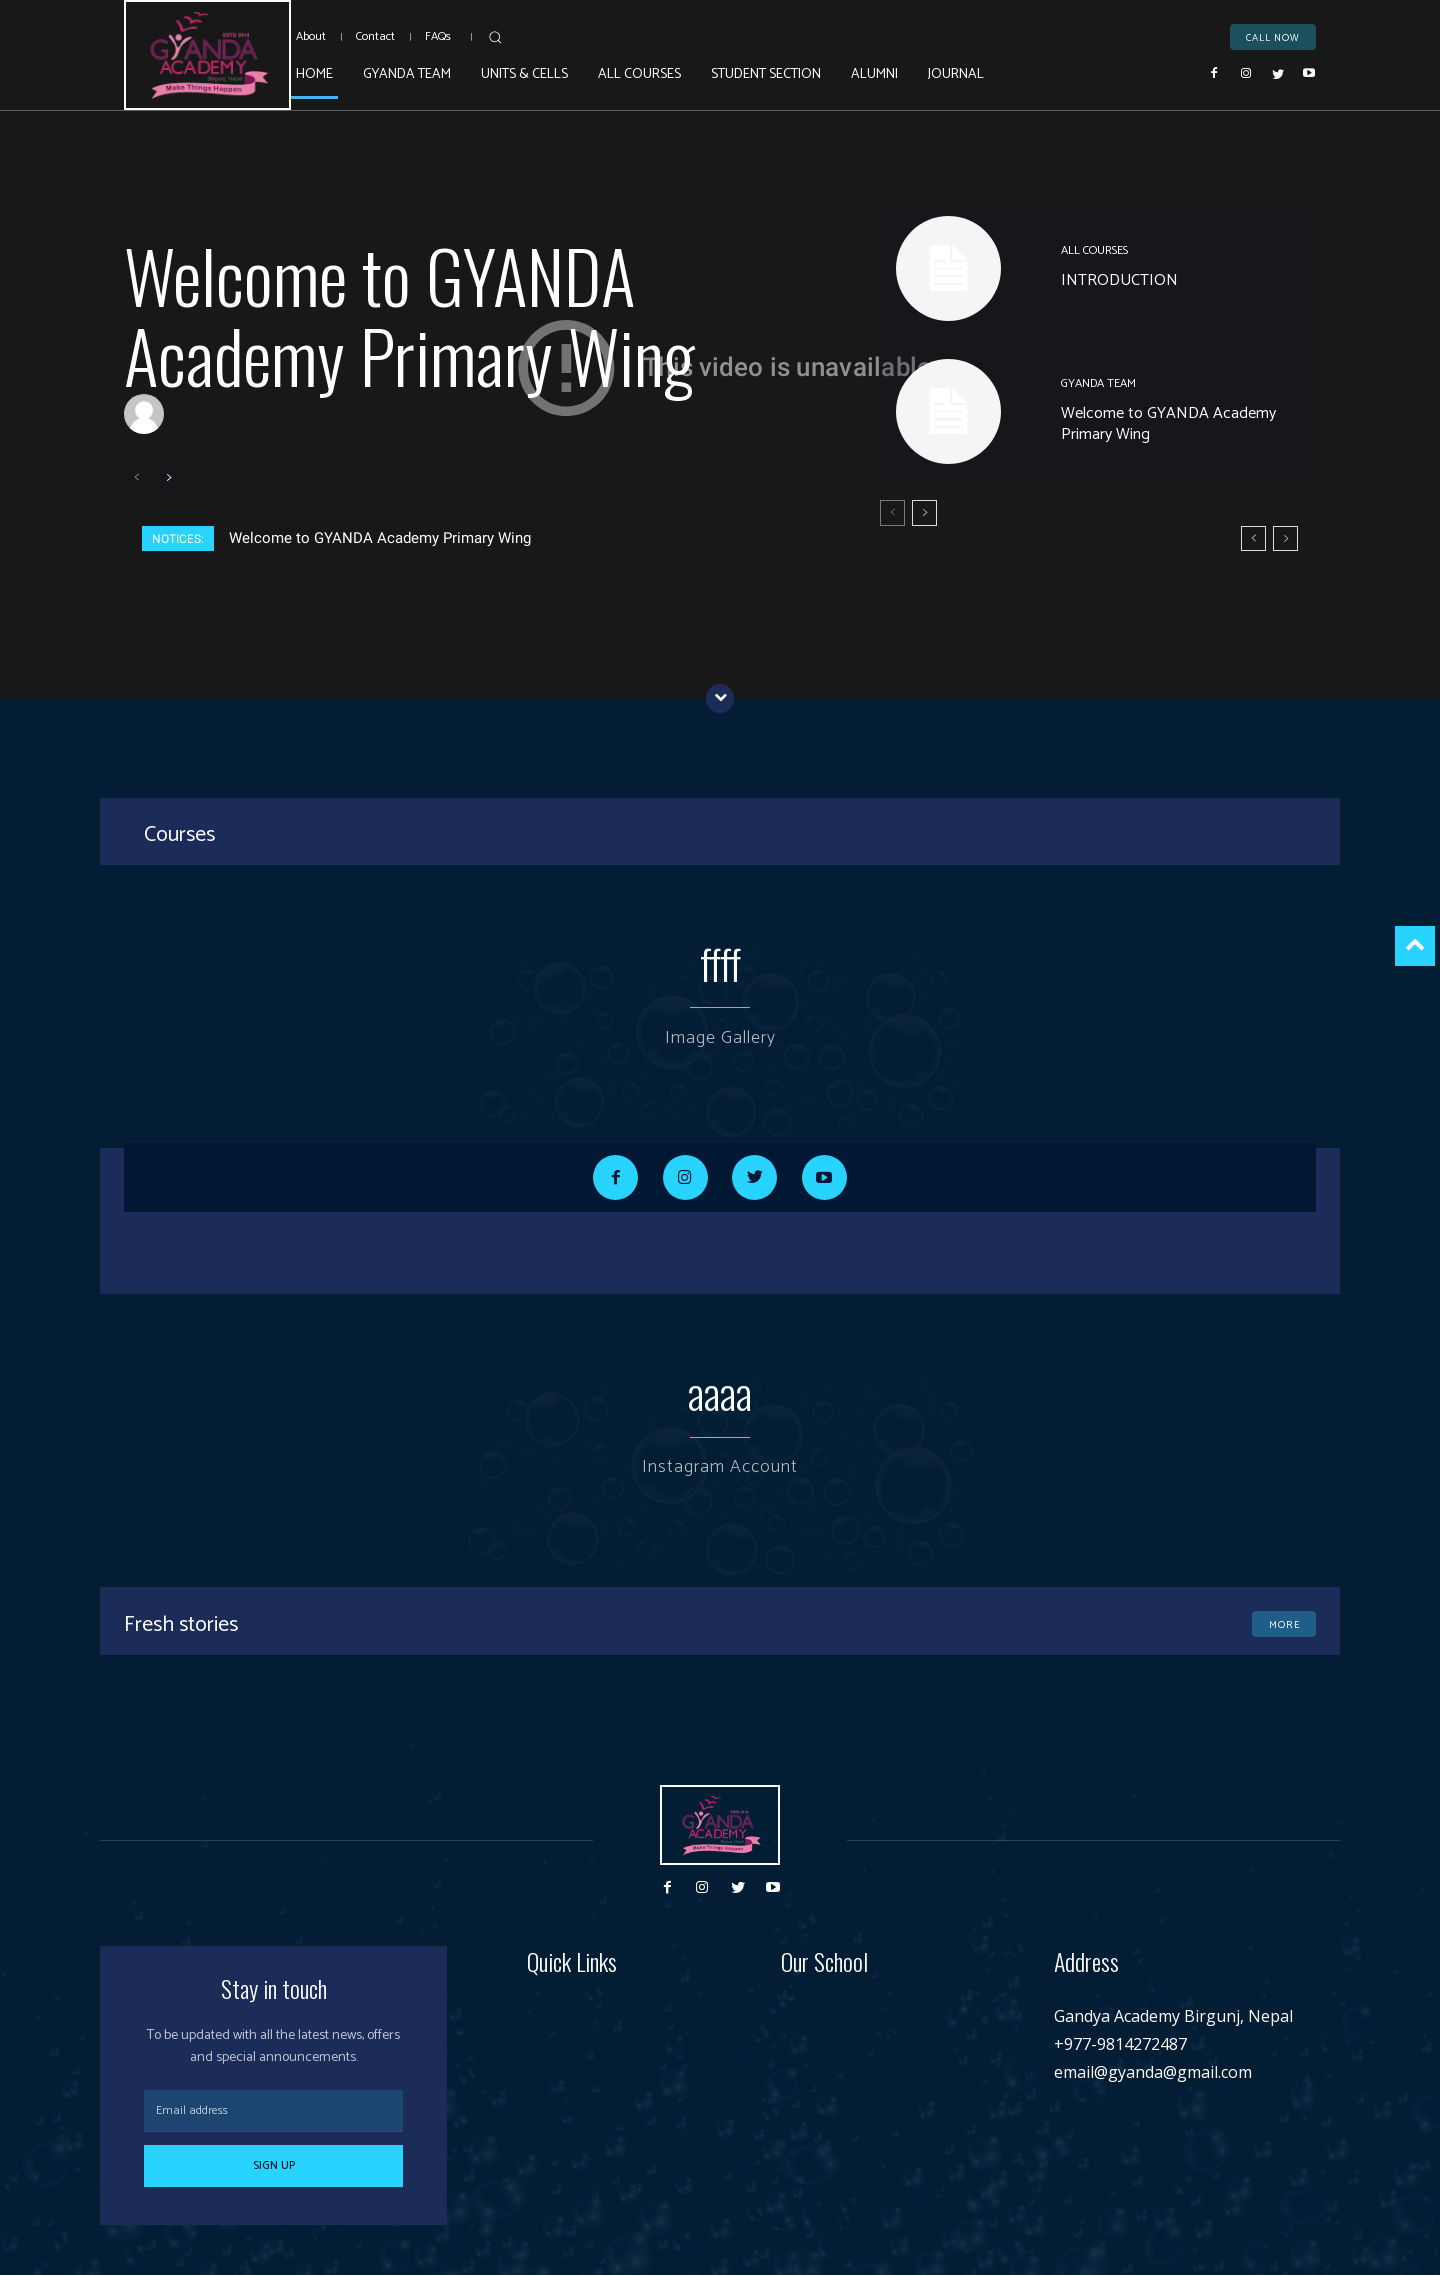 ESTD 2014
GYANDA
ACADEMY
Birgunj, Nepal
Make Things Happen
About
Contact
FAQs
CALL NOW
HOME
GYANDA TEAM
UNITS & CELLS
ALL COURSES
STUDENT SECTION
ALUMNI
JOURNAL
Welcome to GYANDA
Academy Primary Wing
This video is unavailable
ALL COURSES
INTRODUCTION
GYANDA TEAM
Welcome to GYANDA Academy
Primary Wing
NOTICES:
Welcome to GYANDA Academy Primary Wing
Courses
ffff
Image Gallery
aaaa
Instagram Account
Fresh stories
MORE
GYANDA
ACADEMY
Make Things Happen
Stay in touch
To be updated with all the latest news, offers
and special announcements.
Email address
SIGN UP
Quick Links
Our School
Address
Gandya Academy Birgunj, Nepal
+977-9814272487
email@gyanda@gmail.com